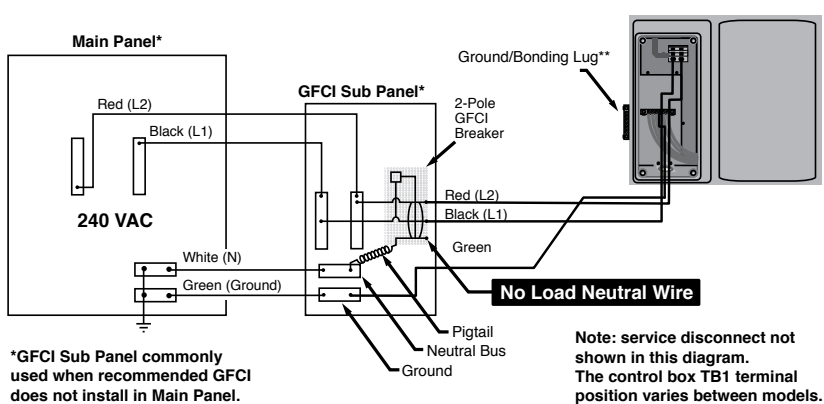 Main Panel*
Ground/Bonding Lug**
GFCI Sub Panel*
2-Pole
GFCI
Breaker
Red (L2)
Black (L1)
240 VAC
Red (L2)
Black (L1)
Green
White (N)
Green (Ground)
No Load Neutral Wire
Pigtail
Neutral Bus
Ground
*GFCI Sub Panel commonly
used when recommended GFCI
does not install in Main Panel.
Note: service disconnect not
shown in this diagram.
The control box TB1 terminal
position varies between models.